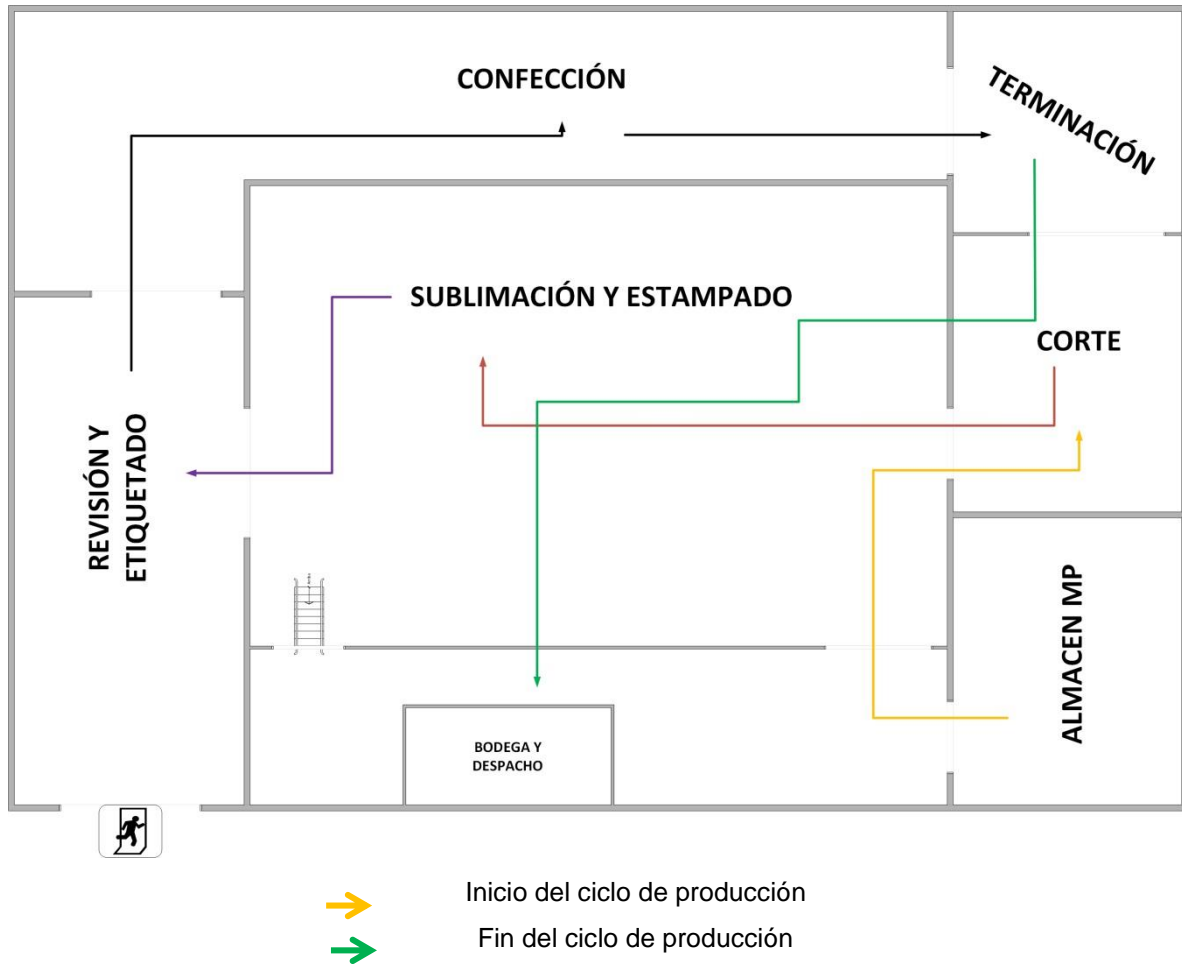 CONFECCIÓN
TERMINACIÓN
SUBLIMACIÓN Y ESTAMPADO
CORTE
REVISIÓN Y
ETIQUETADO
ALMACEN MP
BODEGA Y
DESPACHO
Inicio del ciclo de producción
Fin del ciclo de producción